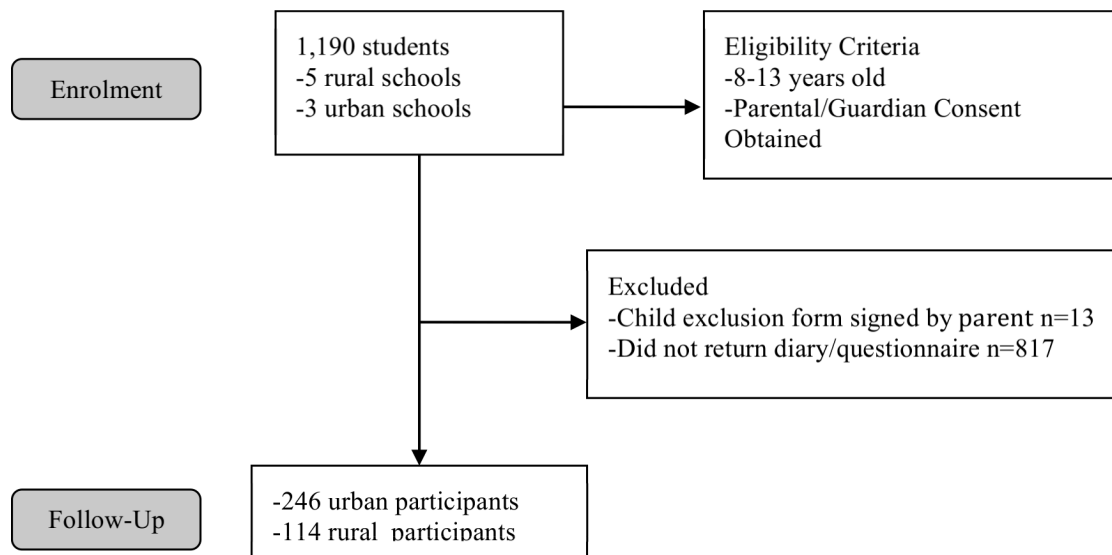 Enrolment
1,190 students
-5 rural schools
-3 urban schools
Eligibility Criteria
-8-13 years old
-Parental/Guardian Consent
Obtained
Excluded
-Child exclusion form signed by parent n=13
-Did not return diary/questionnaire n=817
Follow-Up
-246 urban participants
-114 rural participants